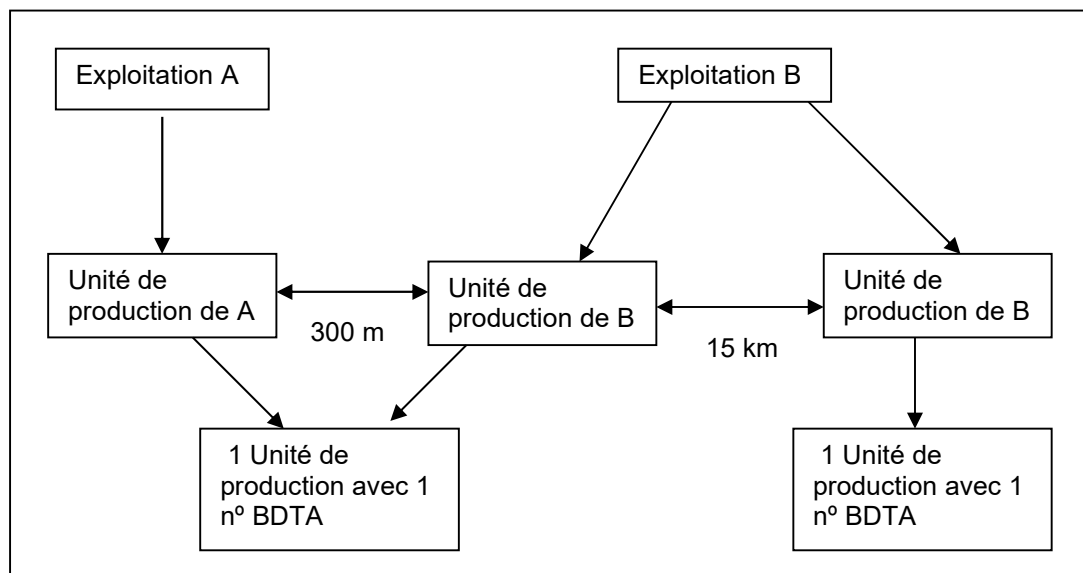 Exploitation A
Exploitation B
Unité de
production de A
300 m
Unité de
production de B
15 km
Unité de
production de B
1 Unité de
production avec 1
nº BDTA
1 Unité de
production avec 1
nº BDTA